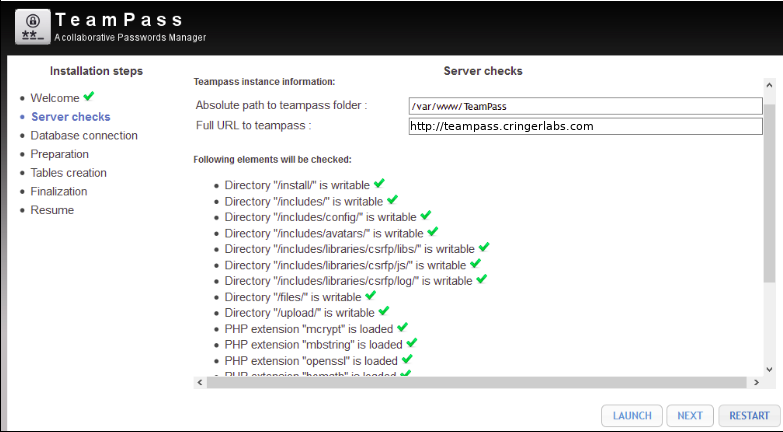 TeamPass
A collaborative Passwords Manager
Installation steps
Welcome
Server checks
Database connection
Preparation
Tables creation
Finalization
Resume
Server checks
Teampass instance information:
Absolute path to teampass folder :
/var/www/TeamPass
Full URL to teampass :
http://teampass.cringerlabs.com
Following elements will be checked:
Directory "/install/" is writable
Directory "/includes/" is writable
Directory "/includes/config/" is writable
Directory "/includes/avatars/" is writable
Directory "/includes/libraries/csrfp/libs/" is writable
Directory "/includes/libraries/csrfp/js/" is writable
Directory "/includes/libraries/csrfp/log/" is writable
Directory "/files/" is writable
Directory "/upload/" is writable
PHP extension "mcrypt" is loaded
PHP extension "mbstring" is loaded
PHP extension "openssl" is loaded
PHP extension "bcmath" is loaded
LAUNCH
NEXT
RESTART